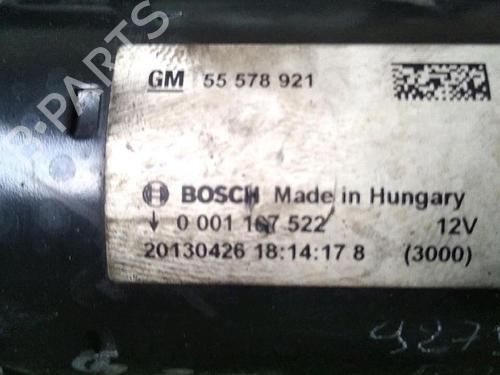 B-PARTS
GM 55 578 921
BOSCH Made in Hungary
↓ 0 001 167 522 12V
20130426 18:14:17 8 (3000)